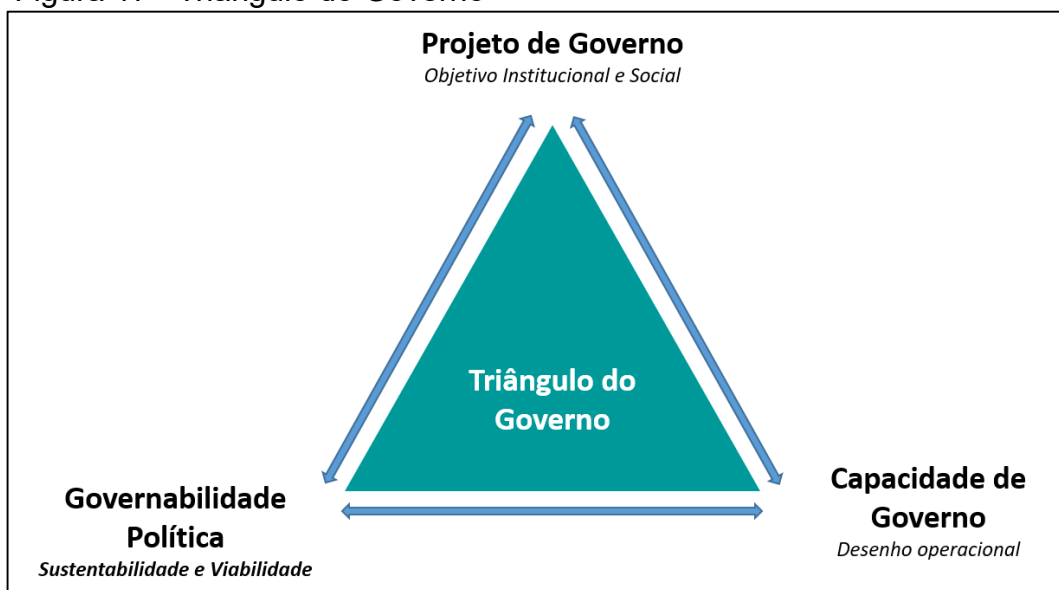 Projeto de Governo
Objetivo Institucional e Social
Triângulo do
Governo
Governabilidade
Política
Sustentabilidade e Viabilidade
Capacidade de
Governo
Desenho operacional